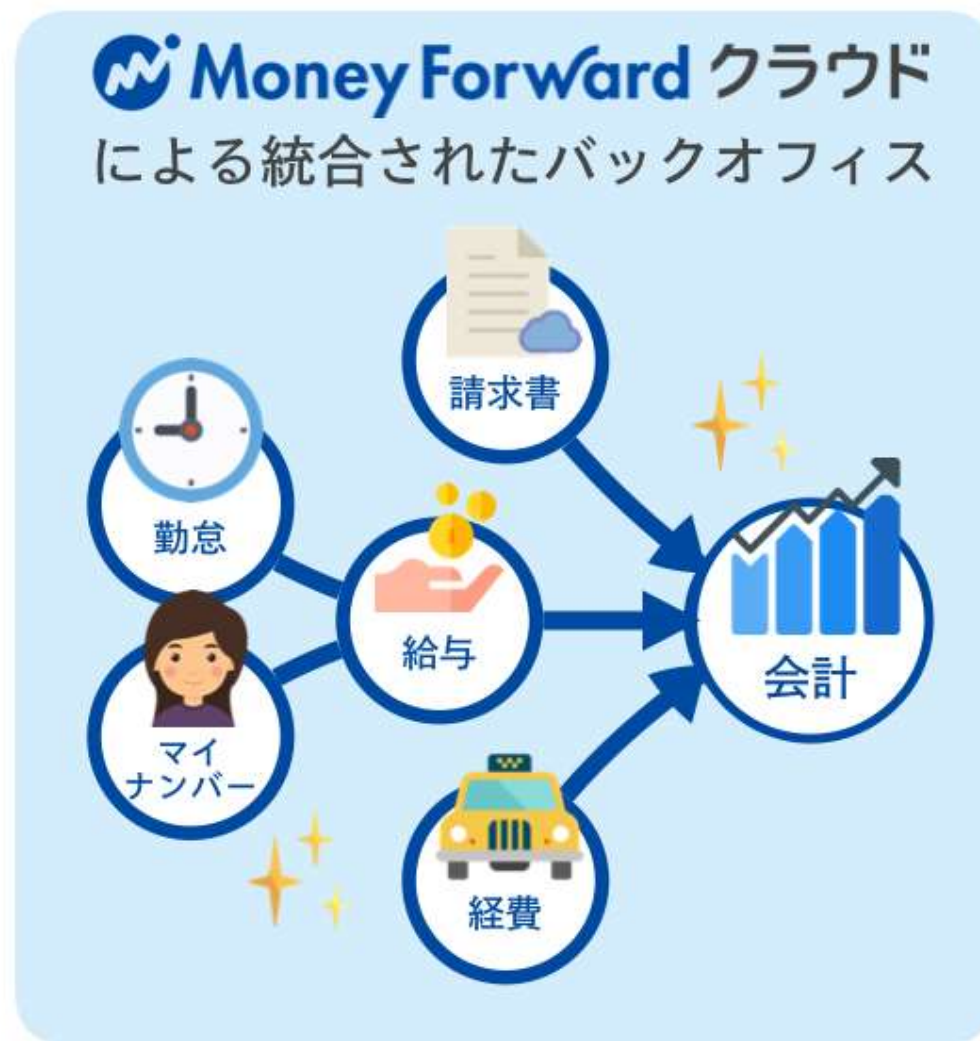 Money Forward クラウド
による統合されたバックオフィス
請求書
勤怠
給与
会計
マイ
ナンバー
経費